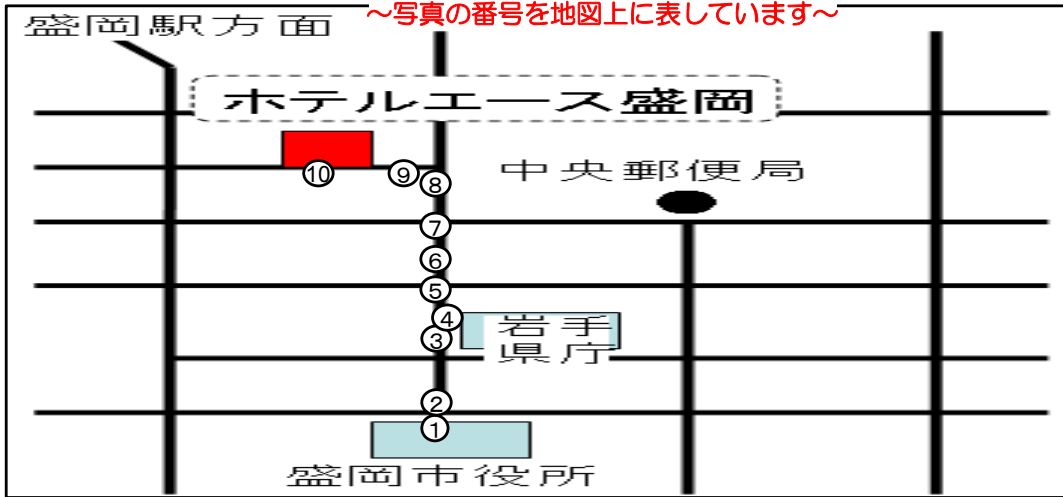 ～写真の番号を地図上に表しています～
盛岡駅方面
ホテルエース盛岡
中央郵便局
⑩
⑨
⑧
⑦
⑥
⑤
④
岩手
県庁
③
②
①
盛岡市役所